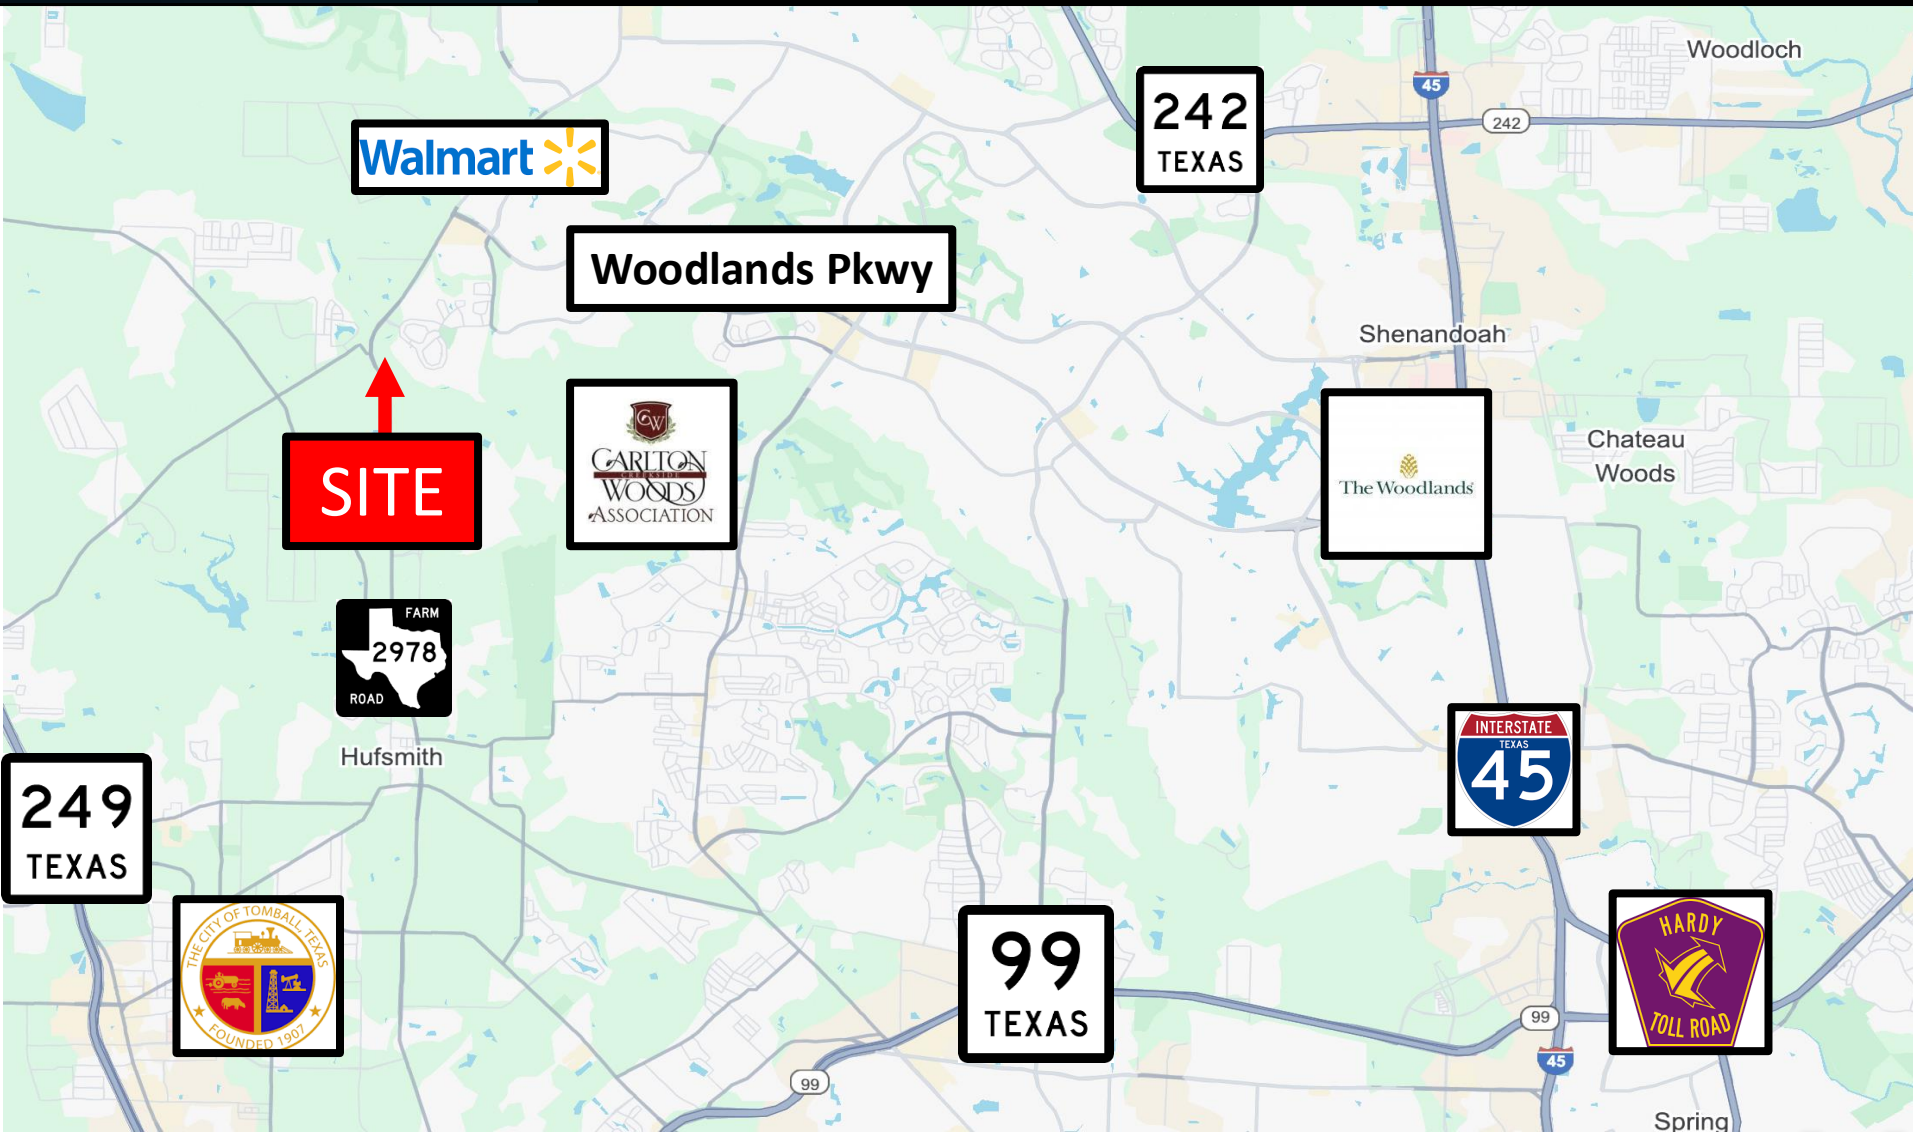 Woodloch
45
242
TEXAS
242
Walmart
Woodlands Pkwy
Shenandoah
CW
CARLTON
CREEKSIDE
WOODS
ASSOCIATION
The Woodlands
Chateau
Woods
SITE
FARM
2978
ROAD
Hufsmith
INTERSTATE
TEXAS
45
249
TEXAS
THE CITY OF TOMBALL, TEXAS
FOUNDED 1907
99
TEXAS
HARDY
TOLL ROAD
99
45
99
Spring